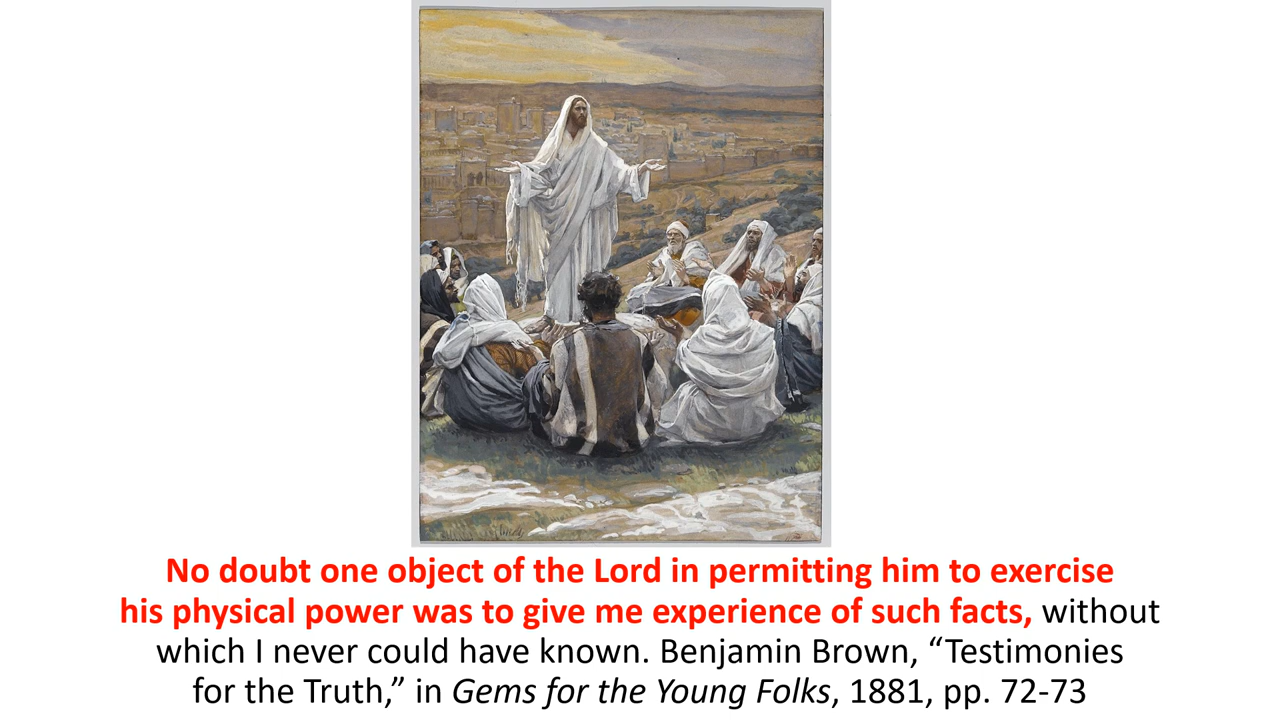 No doubt one object of the Lord in permitting him to exercise
his physical power was to give me experience of such facts, without
which I never could have known. Benjamin Brown, “Testimonies
for the Truth,” in Gems for the Young Folks, 1881, pp. 72-73